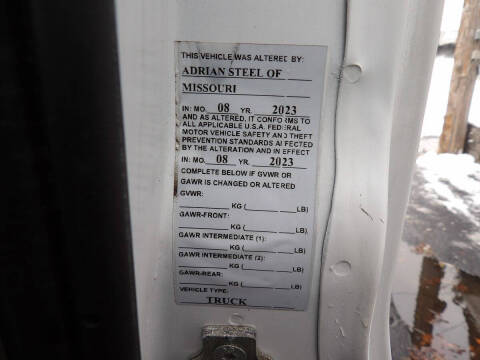 THIS VEHICLE WAS ALTERED BY:
ADRIAN STEEL OF
MISSOURI
IN: MO. 08 YR. 2023
AND AS ALTERED, IT CONFORMS TO
ALL APPLICABLE U.S.A. FEDERAL
MOTOR VEHICLE SAFETY AND THEFT
PREVENTION STANDARDS AFFECTED
BY THE ALTERATION AND IN EFFECT
IN: MO. 08 YR. 2023
COMPLETE BELOW IF GVWR OR
GAWR IS CHANGED OR ALTERED
GVWR:
KG ( LB)
GAWR-FRONT:
KG ( LB)
GAWR INTERMEDIATE (1):
KG ( LB)
GAWR INTERMEDIATE (2):
KG ( LB)
GAWR-REAR:
KG ( LB)
VEHICLE TYPE:
TRUCK